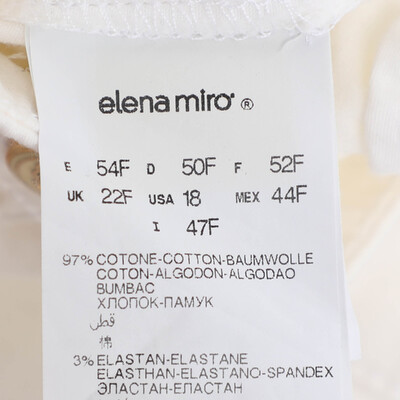 elena miro ®
E 54F D 50F F 52F
UK 22F USA 18 MEX 44F
I 47F
97% COTONE-COTTON-BAUMWOLLE
COTON-ALGODON-ALGODAO
BUMBAC
ХЛОПОК-ПАМУК
قطن
棉
3% ELASTAN-ELASTANE
ELASTHAN-ELASTANO-SPANDEX
ЭЛАСТАН-ЕЛАСТАН